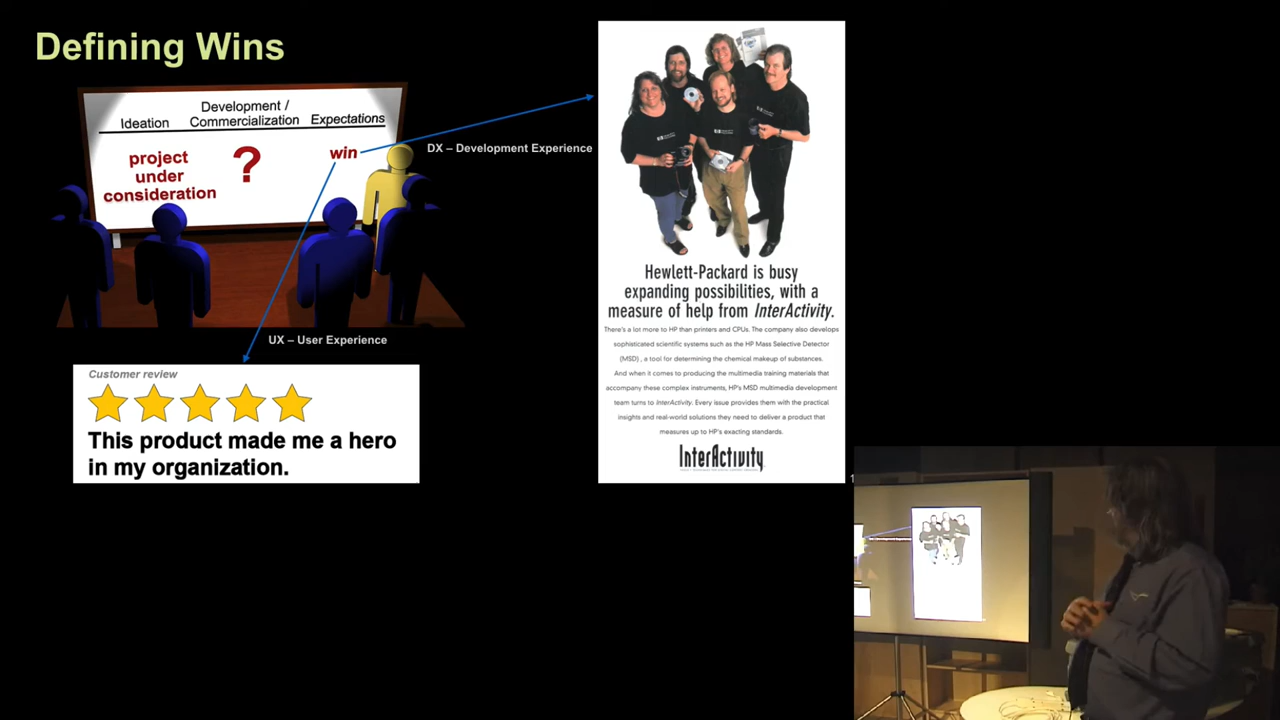 Defining Wins
Ideation
Development /
Commercialization
Expectations
project
under
consideration
?
win
DX – Development Experience
UX – User Experience
Customer review
This product made me a hero
in my organization.
Hewlett-Packard is busy
expanding possibilities, with a
measure of help from InterActivity.
There's a lot more to HP than printers and CPUs. The company also develops
sophisticated scientific systems such as the HP Mass Selective Detector
(MSD) , a tool for determining the chemical makeup of substances.
And when it comes to producing the multimedia training materials that
accompany these complex instruments, HP's MSD multimedia development
team turns to InterActivity. Every issue provides them with the practical
insights and real-world solutions they need to deliver a product that
measures up to HP's exacting standards.
InterActivity